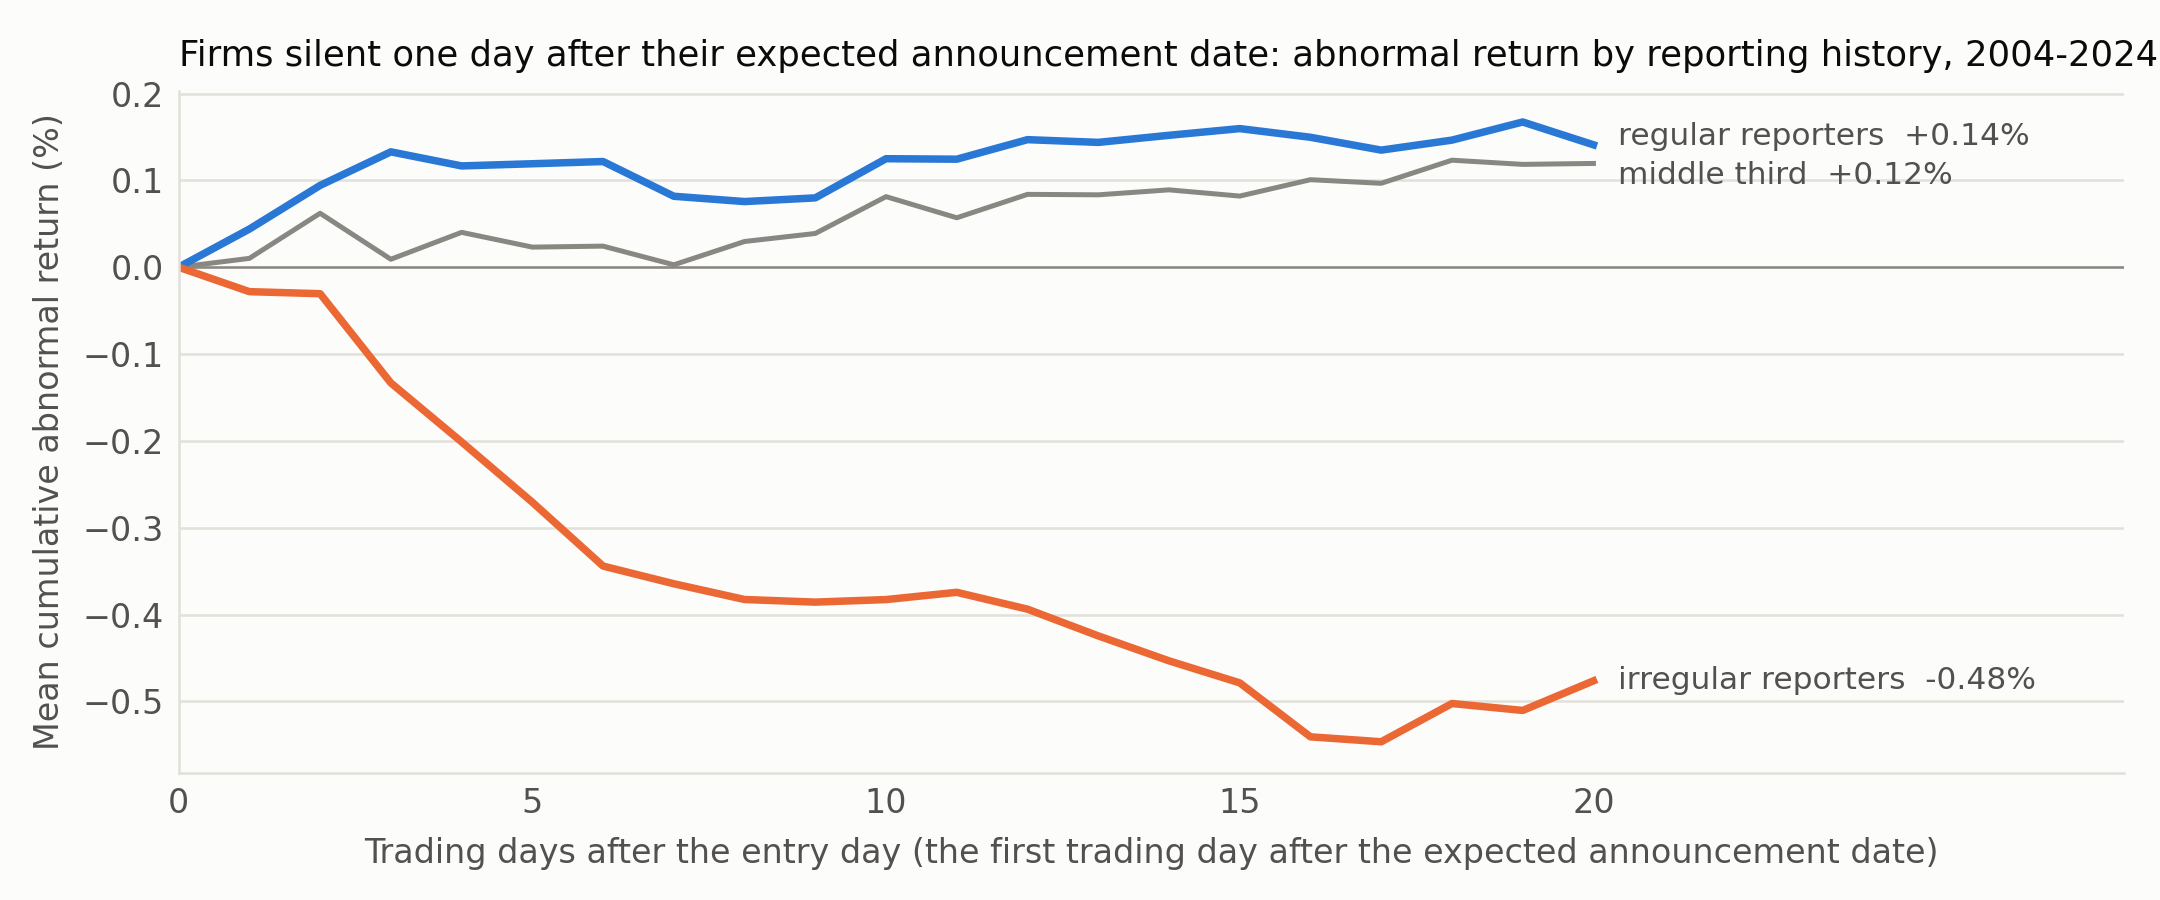 Firms silent one day after their expected announcement date: abnormal return by reporting history, 2004-2024
Mean cumulative abnormal return (%)
0.2
0.1
0.0
−0.1
−0.2
−0.3
−0.4
−0.5
regular reporters +0.14%
middle third +0.12%
irregular reporters -0.48%
0 5 10 15 20
Trading days after the entry day (the first trading day after the expected announcement date)